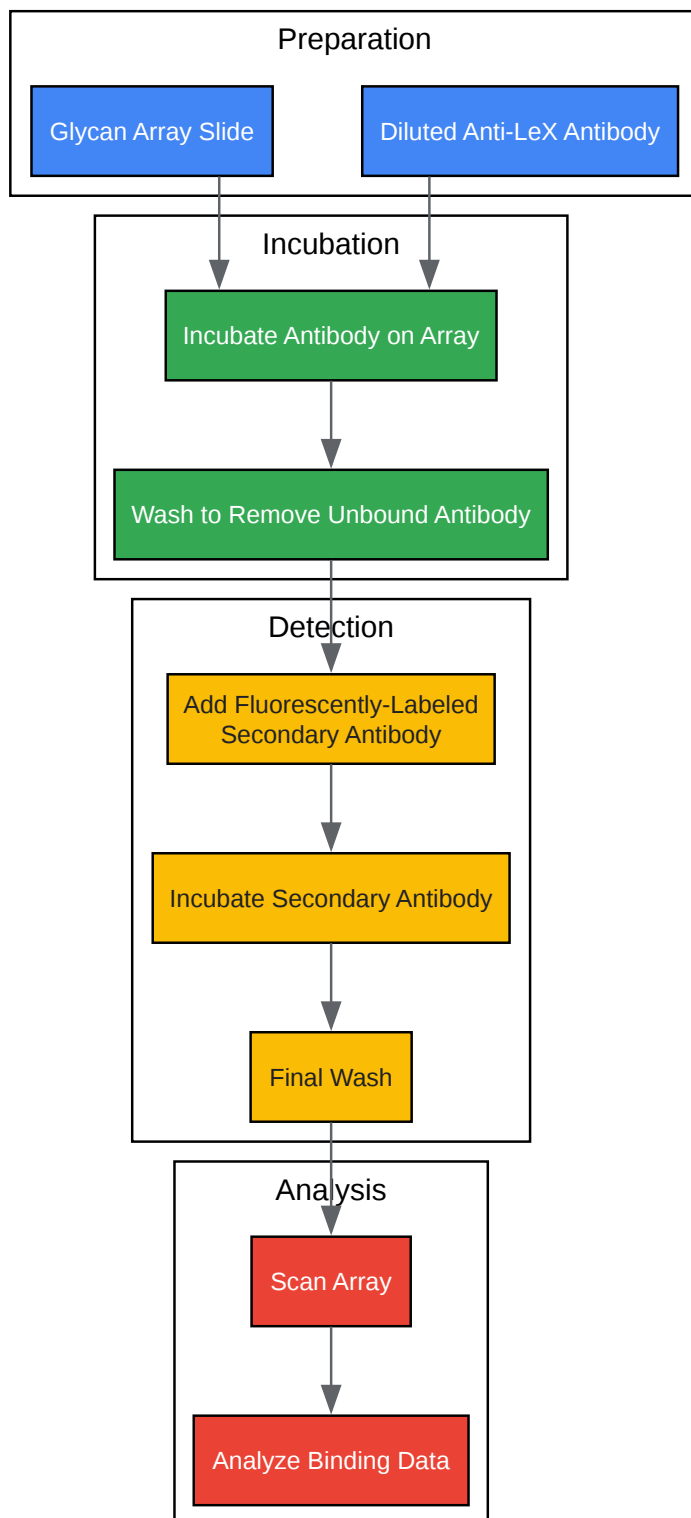 Preparation
Glycan Array Slide
Diluted Anti-LeX Antibody
Incubation
Incubate Antibody on Array
Wash to Remove Unbound Antibody
Detection
Add Fluorescently-Labeled
Secondary Antibody
Incubate Secondary Antibody
Final Wash
Analysis
Scan Array
Analyze Binding Data